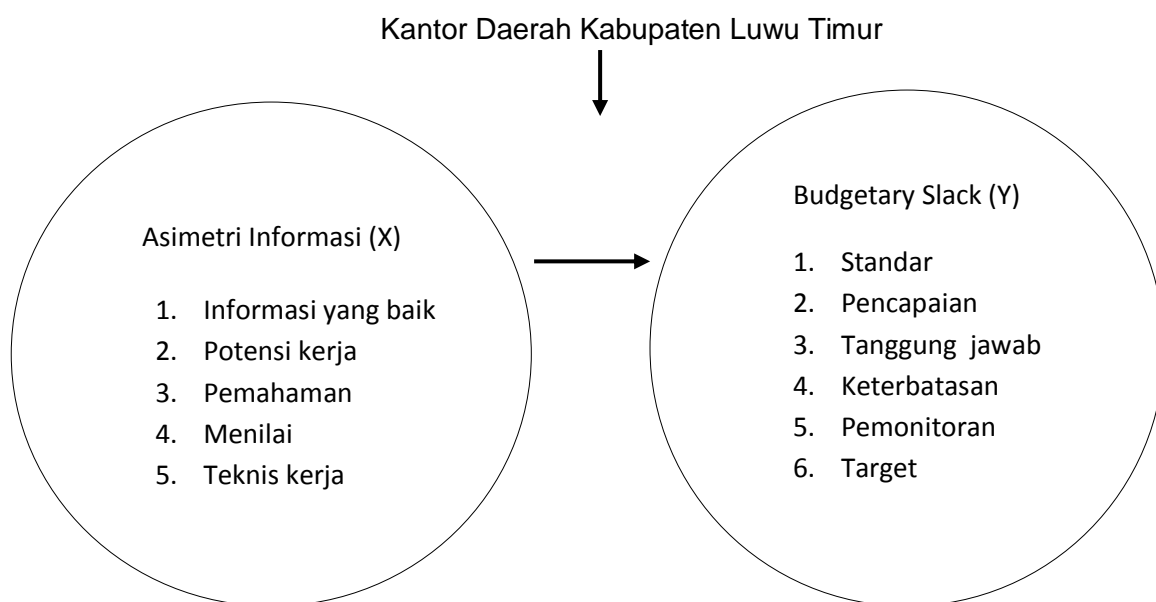 Kantor Daerah Kabupaten Luwu Timur
Asimetri Informasi (X)
1. Informasi yang baik
2. Potensi kerja
3. Pemahaman
4. Menilai
5. Teknis kerja
Budgetary Slack (Y)
1. Standar
2. Pencapaian
3. Tanggung jawab
4. Keterbatasan
5. Pemonitoran
6. Target